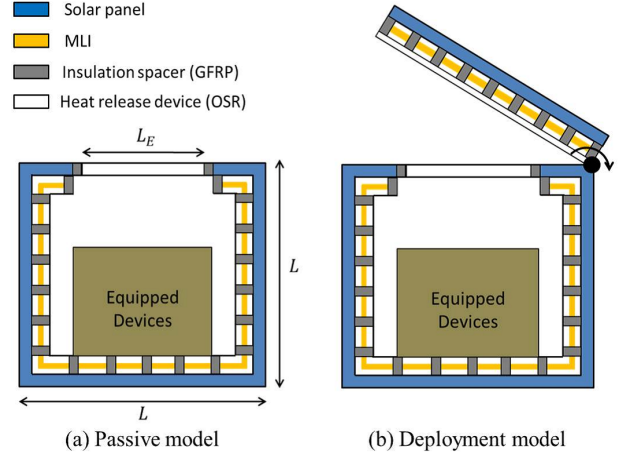 Solar panel
MLI
Insulation spacer (GFRP)
Heat release device (OSR)
L_E
L
Equipped
Devices
L
(a) Passive model
Equipped
Devices
(b) Deployment model